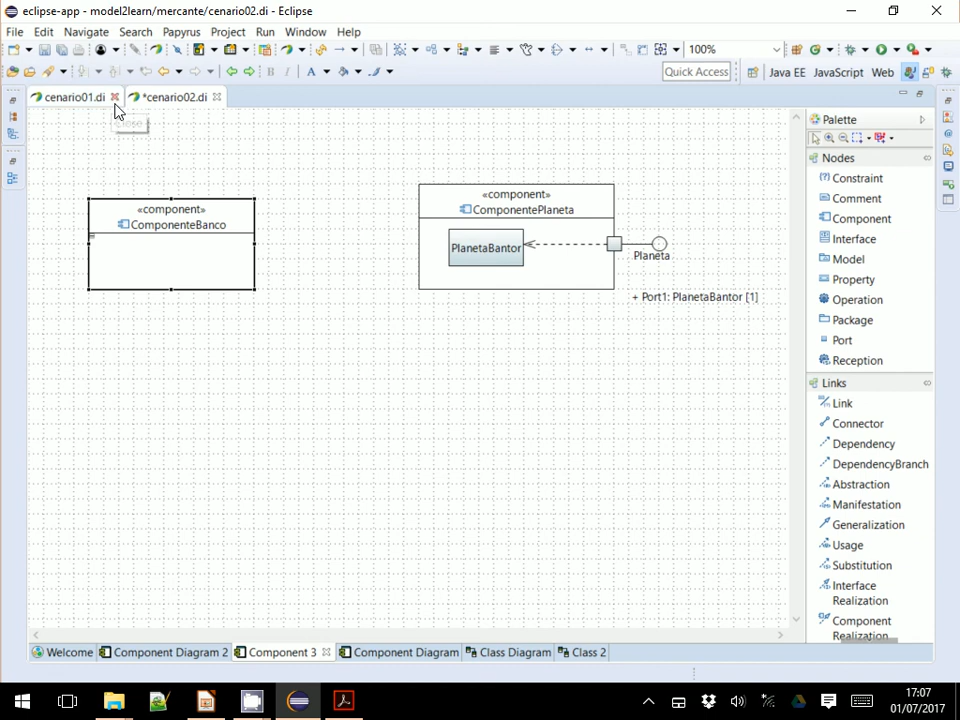 eclipse-app - model2learn/mercante/cenario02.di - Eclipse
File Edit Navigate Search Papyrus Project Run Window Help
100%
Quick Access
Java EE JavaScript Web
cenario01.di *cenario02.di
Close
Palette
Nodes
Constraint
Comment
Component
Interface
Model
Property
Operation
Package
Port
Reception
Links
Link
Connector
Dependency
DependencyBranch
Abstraction
Manifestation
Generalization
Usage
Substitution
Interface
Realization
Component
Realization
«component»
ComponenteBanco
«component»
ComponentePlaneta
PlanetaBantor
Planeta
+ Port1: PlanetaBantor [1]
Welcome Component Diagram 2 Component 3 Component Diagram Class Diagram Class 2
17:07
01/07/2017